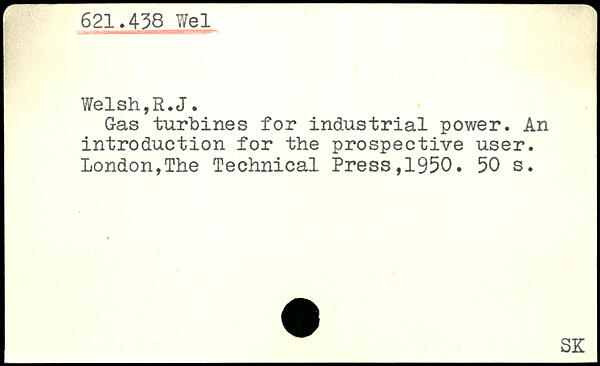 621.438 Wel
Welsh,R.J.
Gas turbines for industrial power. An
introduction for the prospective user.
London,The Technical Press,1950. 50 s.
SK